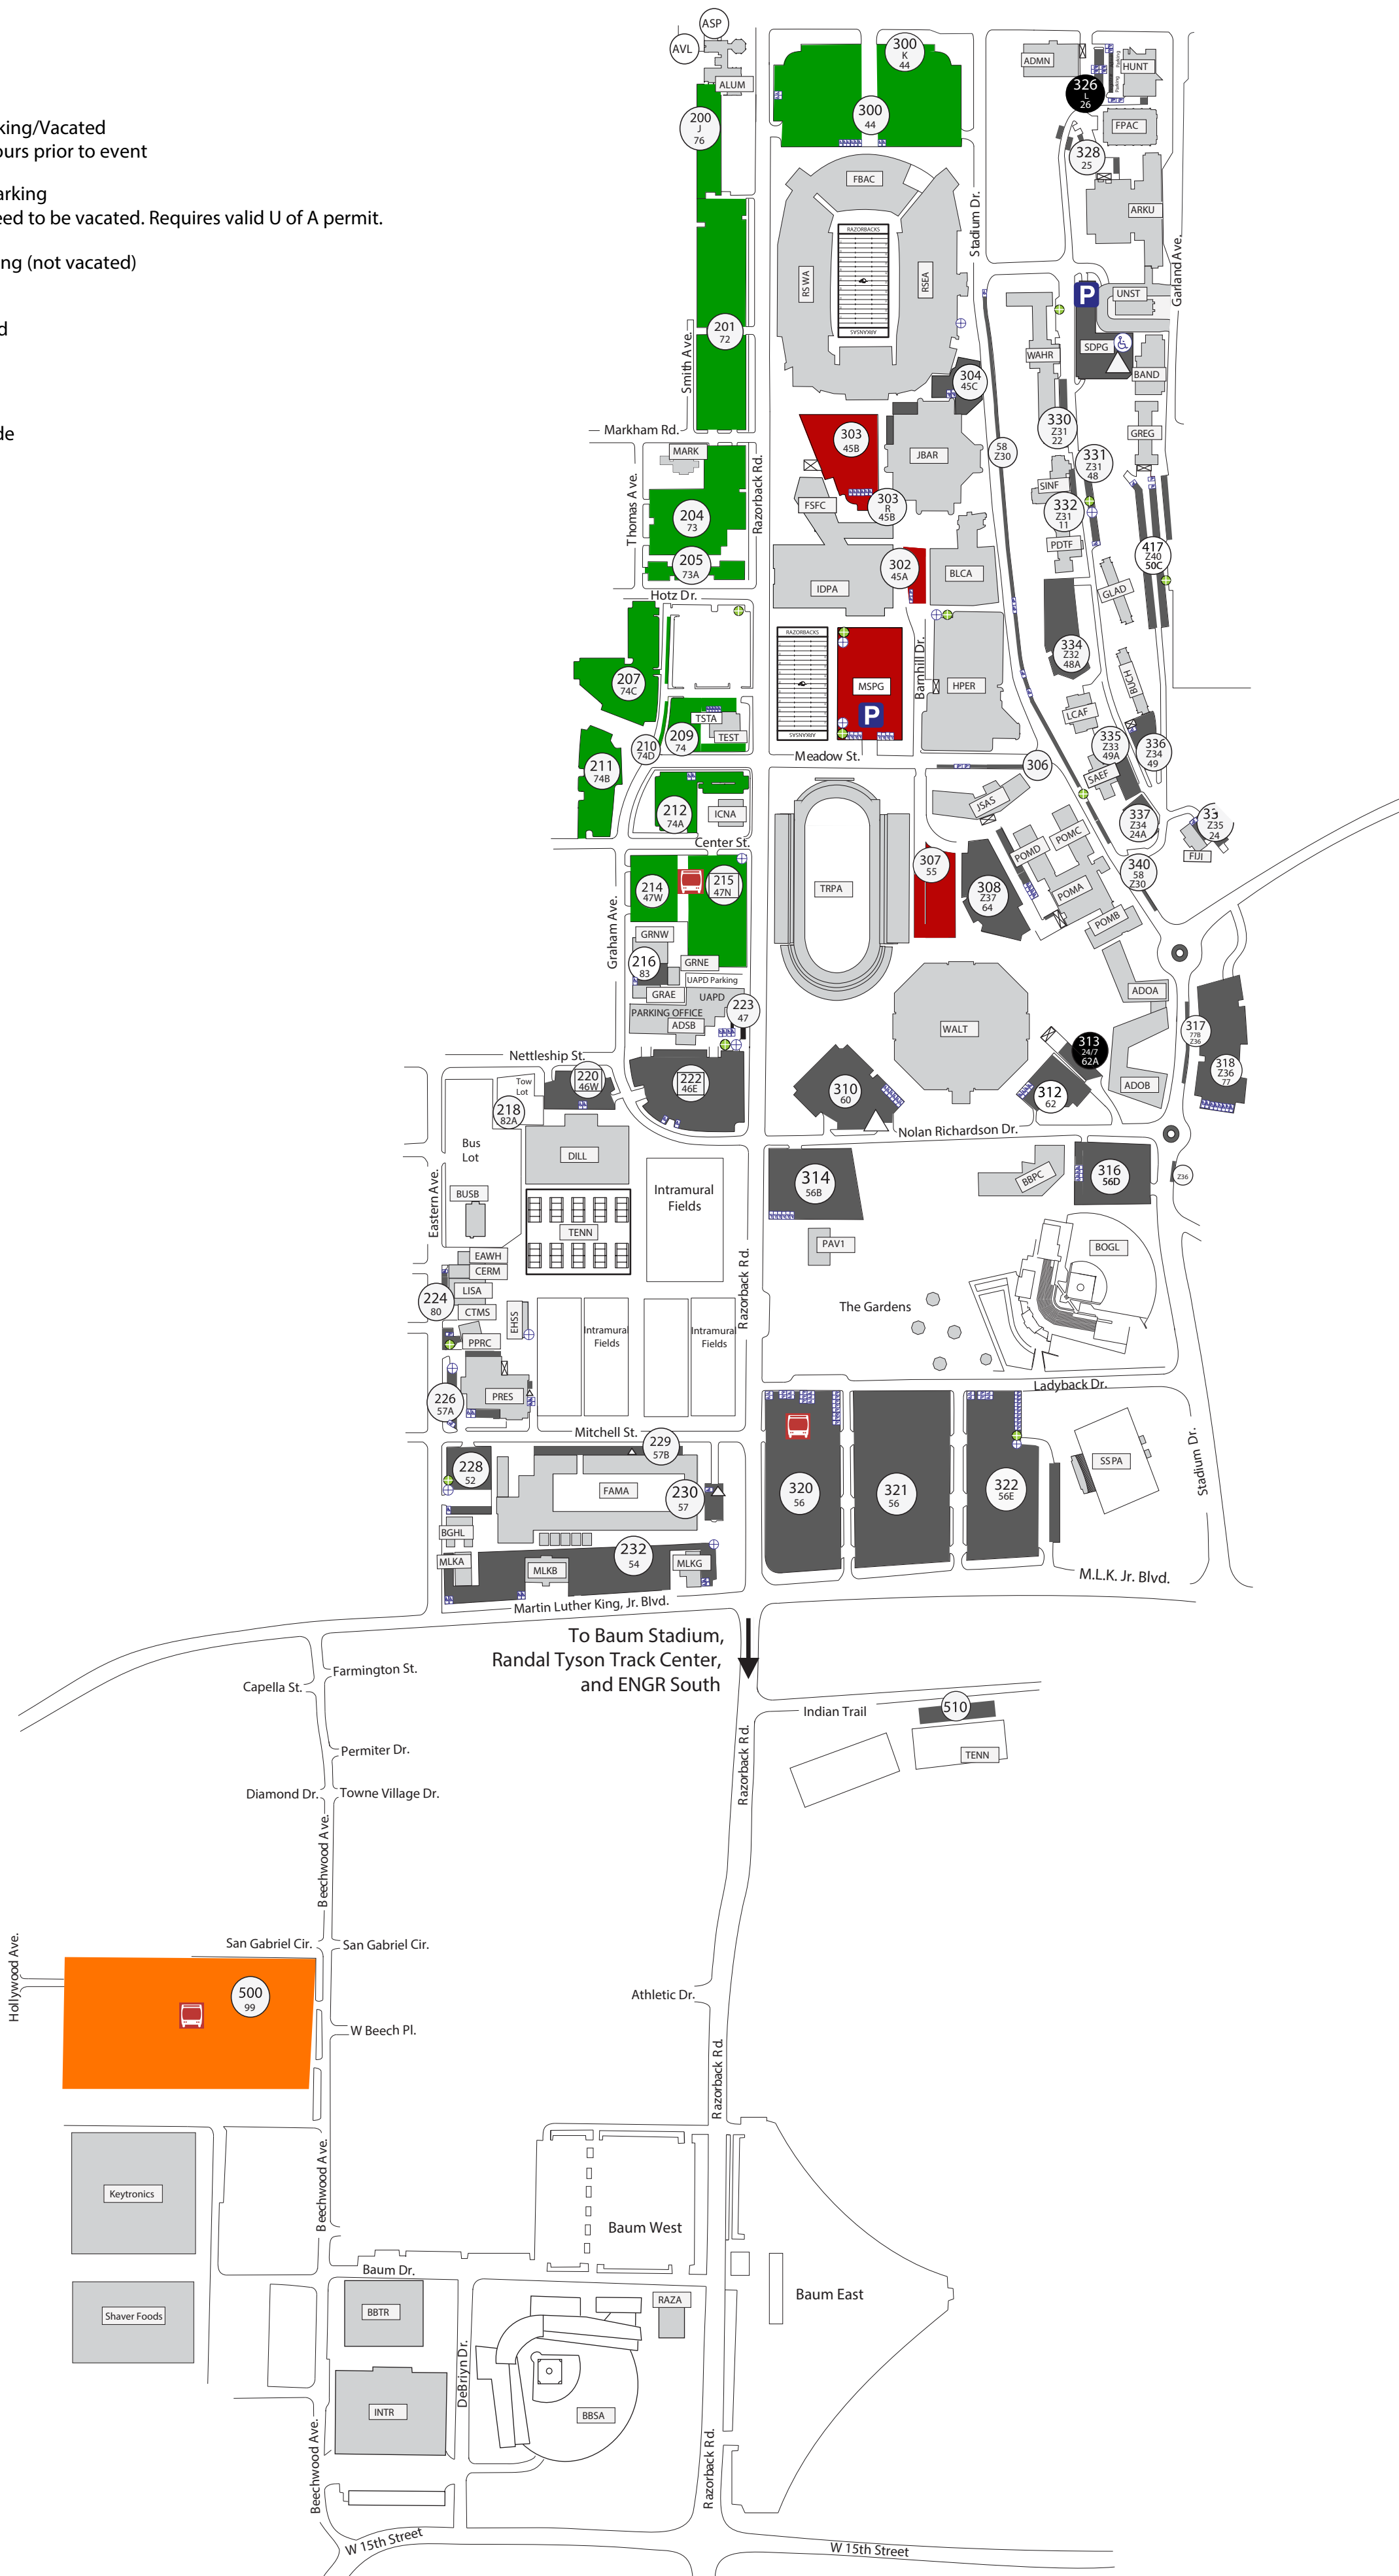 ASP
AVL
ALUM
300
K
44
300
44
200
J
76
ADMN
HUNT
Parking
Parking
326
L
26
FPAC
328
25
ARKU
king/Vacated
ours prior to event
arking
eed to be vacated. Requires valid U of A permit.
ng (not vacated)
d
de
FBAC
RAZORBACKS
RSWA
RSEA
ARKANSAS
Stadium Dr.
Garland Ave.
UNST
P
SDPG
BAND
WAHR
201
72
Smith Ave.
304
45C
Markham Rd.
MARK
303
45B
JBAR
58
Z30
330
Z31
22
GREG
331
Z31
48
SINF
Thomas Ave.
Razorback Rd.
204
73
FSFC
303
R
45B
332
Z31
11
PDTF
417
Z40
50C
205
73A
302
45A
IDPA
BLCA
GLAD
Hotz Dr.
RAZORBACKS
ARKANSAS
MSPG
P
Barnhill Dr.
HPER
334
Z32
48A
BUCH
LCAF
207
74C
TSTA
TEST
209
74
210
74D
211
74B
Meadow St.
306
335
Z33
49A
336
Z34
49
SAEF
212
74A
ICNA
JSAS
337
Z34
24A
33
Z35
24
FIJI
Center St.
POMD
POMC
POMA
POMB
340
58
Z30
214
47W
215
47N
TRPA
307
55
308
Z37
64
Graham Ave.
GRNW
216
83
GRNE
GRAE
UAPD Parking
UAPD
PARKING OFFICE
ADSB
223
47
WALT
ADOA
ADOB
313
24/7
62A
317
77B
Z36
318
Z36
77
Nettleship St.
Tow
Lot
220
46W
222
46E
218
82A
310
60
312
62
Nolan Richardson Dr.
Bus
Lot
DILL
Intramural
Fields
Eastern Ave.
BUSB
TENN
314
56B
PAV1
BBPC
316
56D
Z36
BOGL
EAWH
CERM
LISA
CTMS
224
80
EHSS
PPRC
Intramural
Fields
Intramural
Fields
Razorback Rd.
The Gardens
226
57A
PRES
Ladyback Dr.
Mitchell St.
229
57B
228
52
FAMA
230
57
320
56
321
56
322
56E
SSPA
Stadium Dr.
BGHL
MLKA
MLKB
232
54
MLKG
M.L.K. Jr. Blvd.
Martin Luther King, Jr. Blvd.
To Baum Stadium,
Randal Tyson Track Center,
and ENGR South
Farmington St.
Capella St.
Indian Trail
510
TENN
Permiter Dr.
Diamond Dr.
Towne Village Dr.
Razorback Rd.
Beechwood Ave.
San Gabriel Cir.
San Gabriel Cir.
Hollywood Ave.
500
99
Athletic Dr.
W Beech Pl.
Razorback Rd.
Keytronics
Beechwood Ave.
Baum West
Baum Dr.
Baum East
Shaver Foods
BBTR
RAZA
DeBriyn Dr.
INTR
BBSA
Beechwood Ave.
Razorback Rd.
W 15th Street
W 15th Street